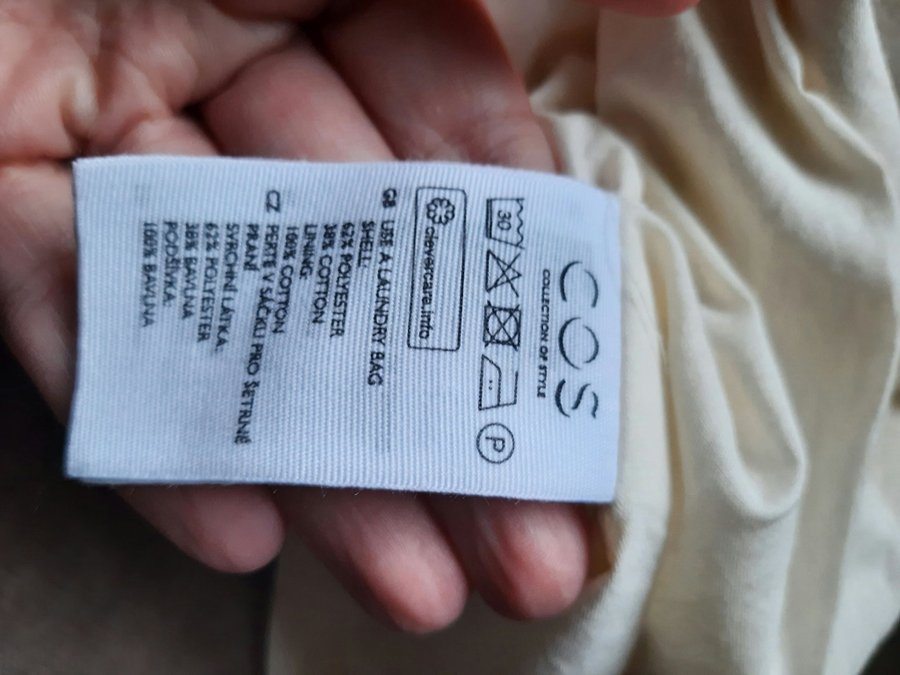 COS
COLLECTION OF STYLE
30
P
clevercare.info
GB USE A LAUNDRY BAG
SHELL:
62% POLYESTER
38% COTTON
LINING:
100% COTTON
CZ PERTE V SÁČKU PRO ŠETRNÉ
PRANÍ
SVRCHNÍ LÁTKA:
62% POLYESTER
38% BAVLNA
PODŠÍVKA:
100% BAVLNA